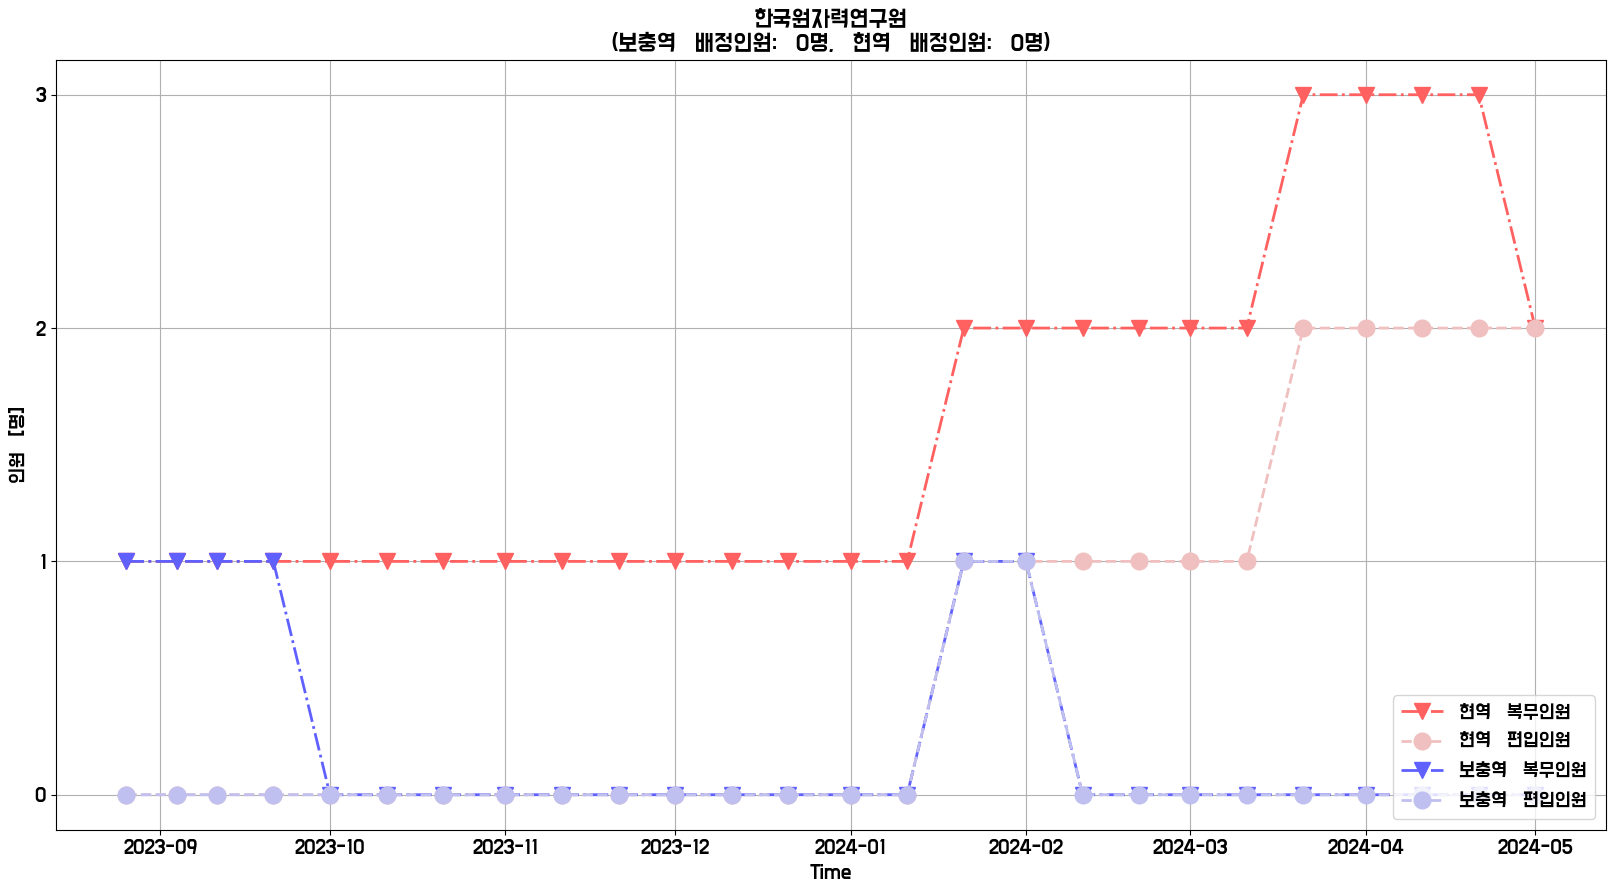 한국원자력연구원
(보충역 배정인원: 0명, 현역 배정인원: 0명)
3
2
1
0
인원 [명]
2023-09 2023-10 2023-11 2023-12 2024-01 2024-02 2024-03 2024-04 2024-05
Time
현역 복무인원
현역 편입인원
보충역 복무인원
보충역 편입인원